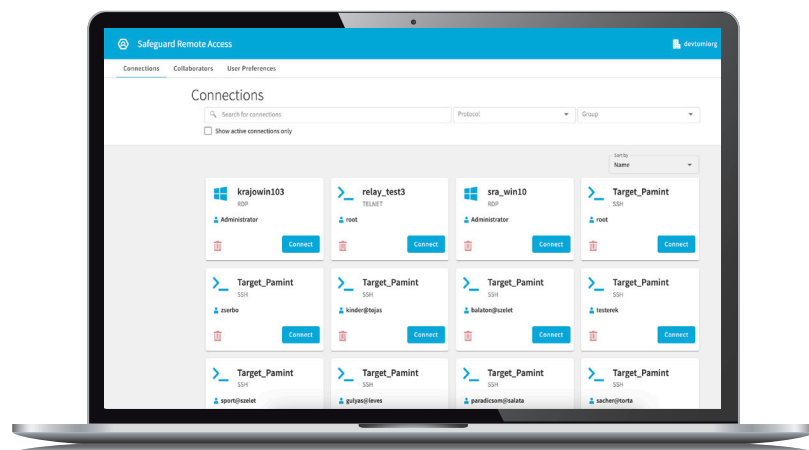 Safeguard Remote Access
devtomiorg
Connections Collaborators User Preferences
Connections
Search for connections Protocol Group
Show active connections only
Sort by
Name
krajowin103 relay_test3 sra_win10 Target_Pamint
RDP TELNET RDP SSH
Administrator root Administrator root
Connect Connect Connect Connect
Target_Pamint Target_Pamint Target_Pamint Target_Pamint
SSH SSH SSH SSH
zserbo kinder@tojas balaton@szelet testerek
Connect Connect Connect Connect
Target_Pamint Target_Pamint Target_Pamint Target_Pamint
SSH SSH SSH SSH
sport@szelet gulyas@leves paradicsom@salata sacher@torta